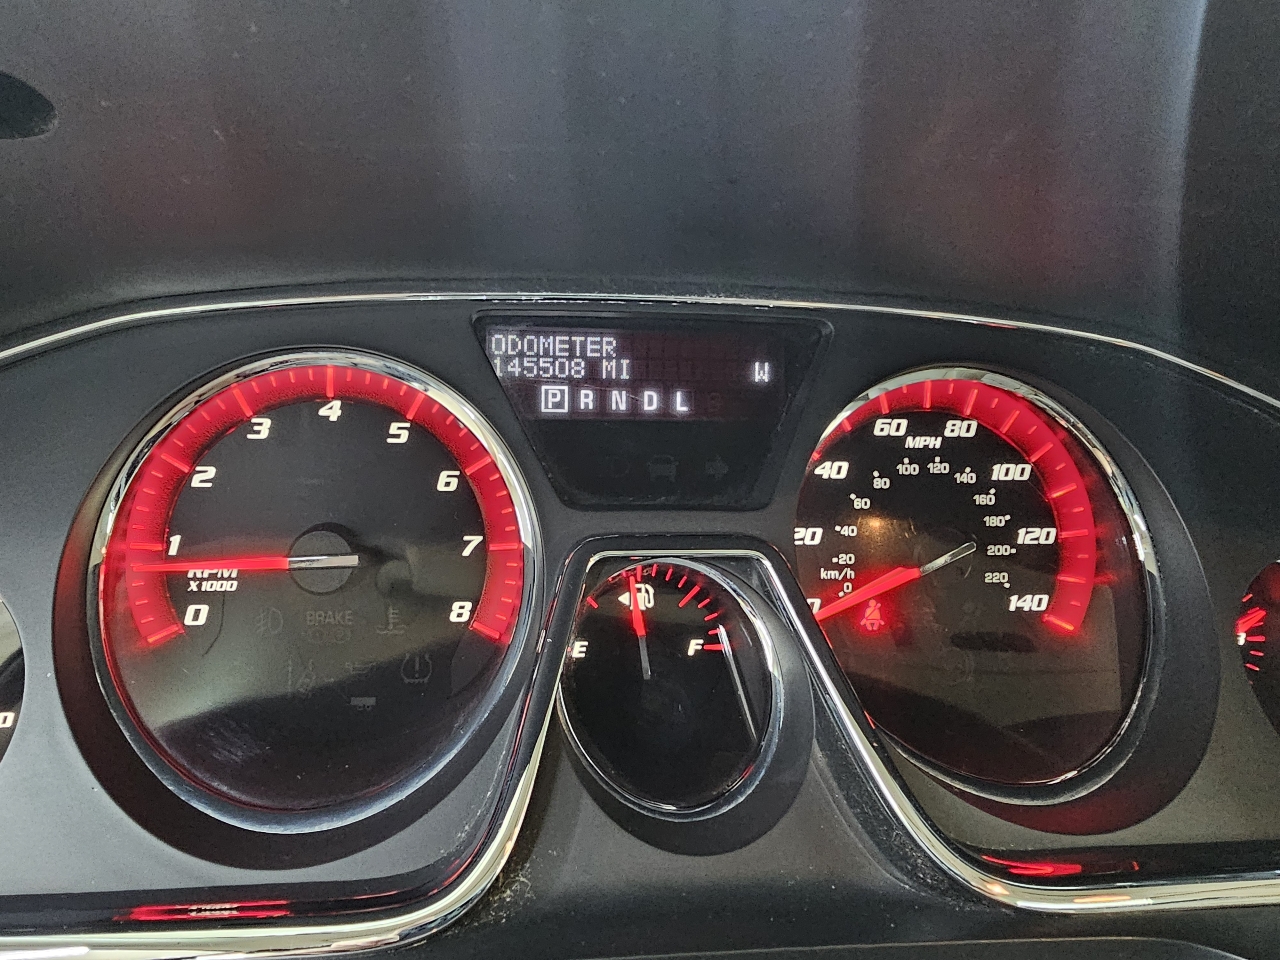 ODOMETER
145508 MI W
P R N D L
0 1 2 3 4 5 6 7 8
RPM
X1000
BRAKE
E F
0 20 40 60 80 100 120 140
MPH
0 20 40 60 80 100 120 140 160 180 200 220
km/h